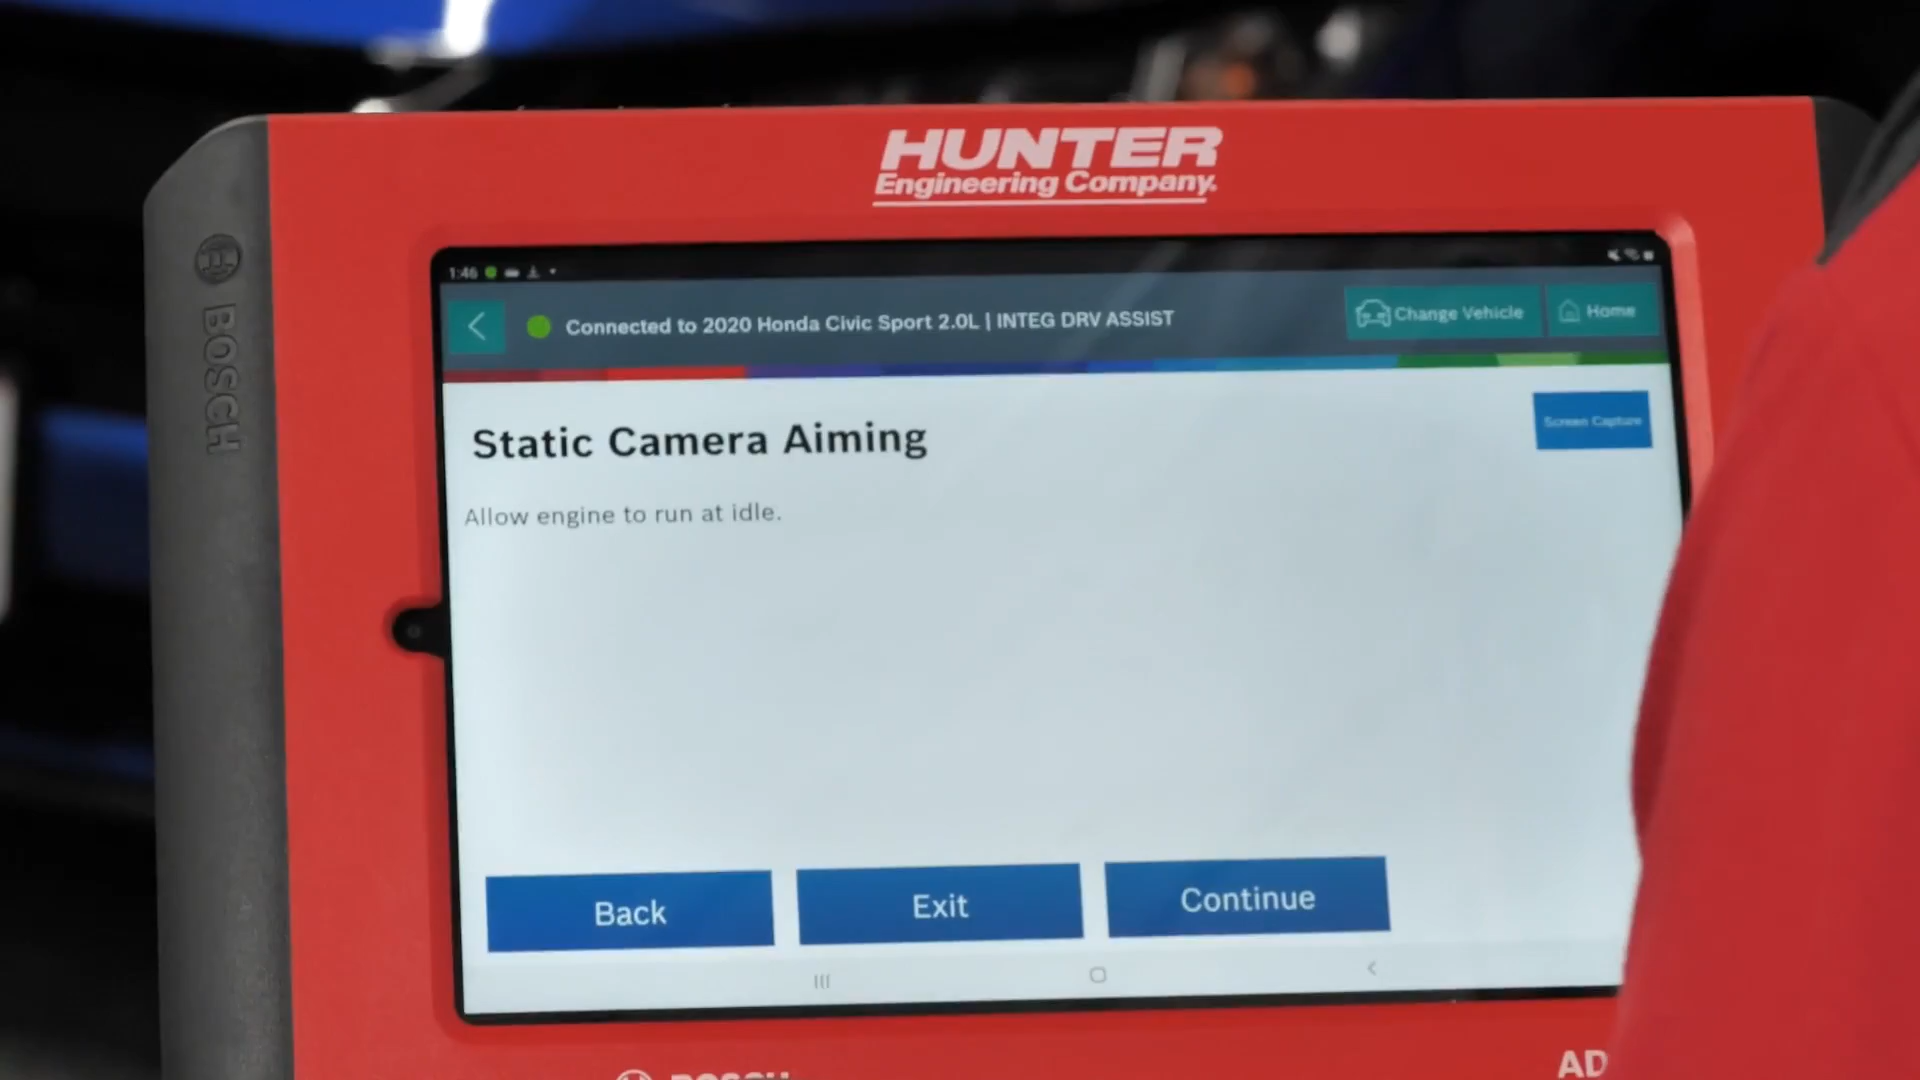 HUNTER
Engineering Company.
BOSCH
1:46
Connected to 2020 Honda Civic Sport 2.0L | INTEG DRV ASSIST
Change Vehicle
Home
Static Camera Aiming
Screen Capture
Allow engine to run at idle.
Back
Exit
Continue
BOSCH
AD